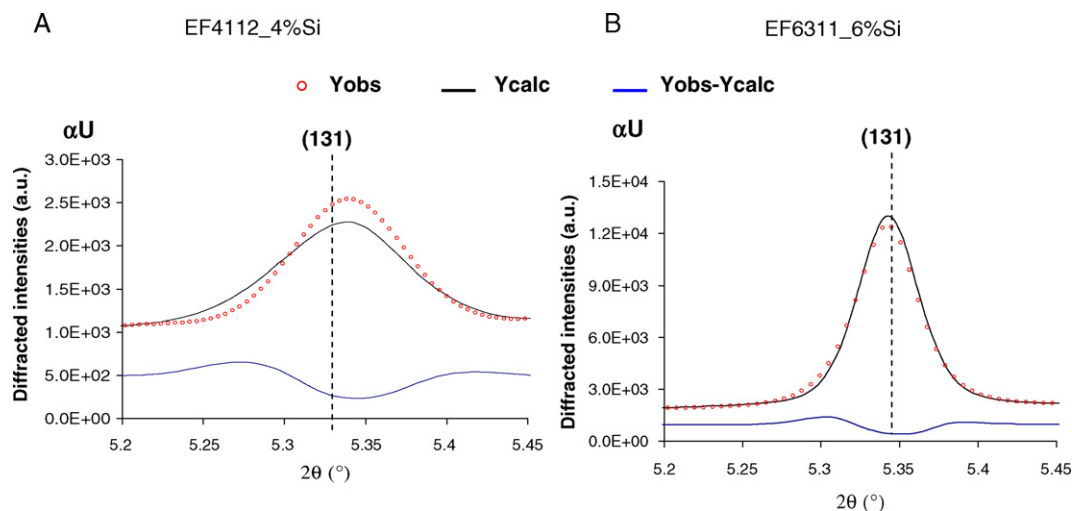 A
EF4112_4%Si
B
EF6311_6%Si
Yobs
Ycalc
Yobs-Ycalc
αU
(131)
Diffracted intensities (a.u.)
3.0E+03
2.5E+03
2.0E+03
1.5E+03
1.0E+03
5.0E+02
0.0E+00
5.2
5.25
5.3
5.35
5.4
5.45
2θ (°)
αU
(131)
Diffracted intensities (a.u.)
1.5E+04
1.2E+04
9.0E+03
6.0E+03
3.0E+03
0.0E+00
5.2
5.25
5.3
5.35
5.4
5.45
2θ (°)